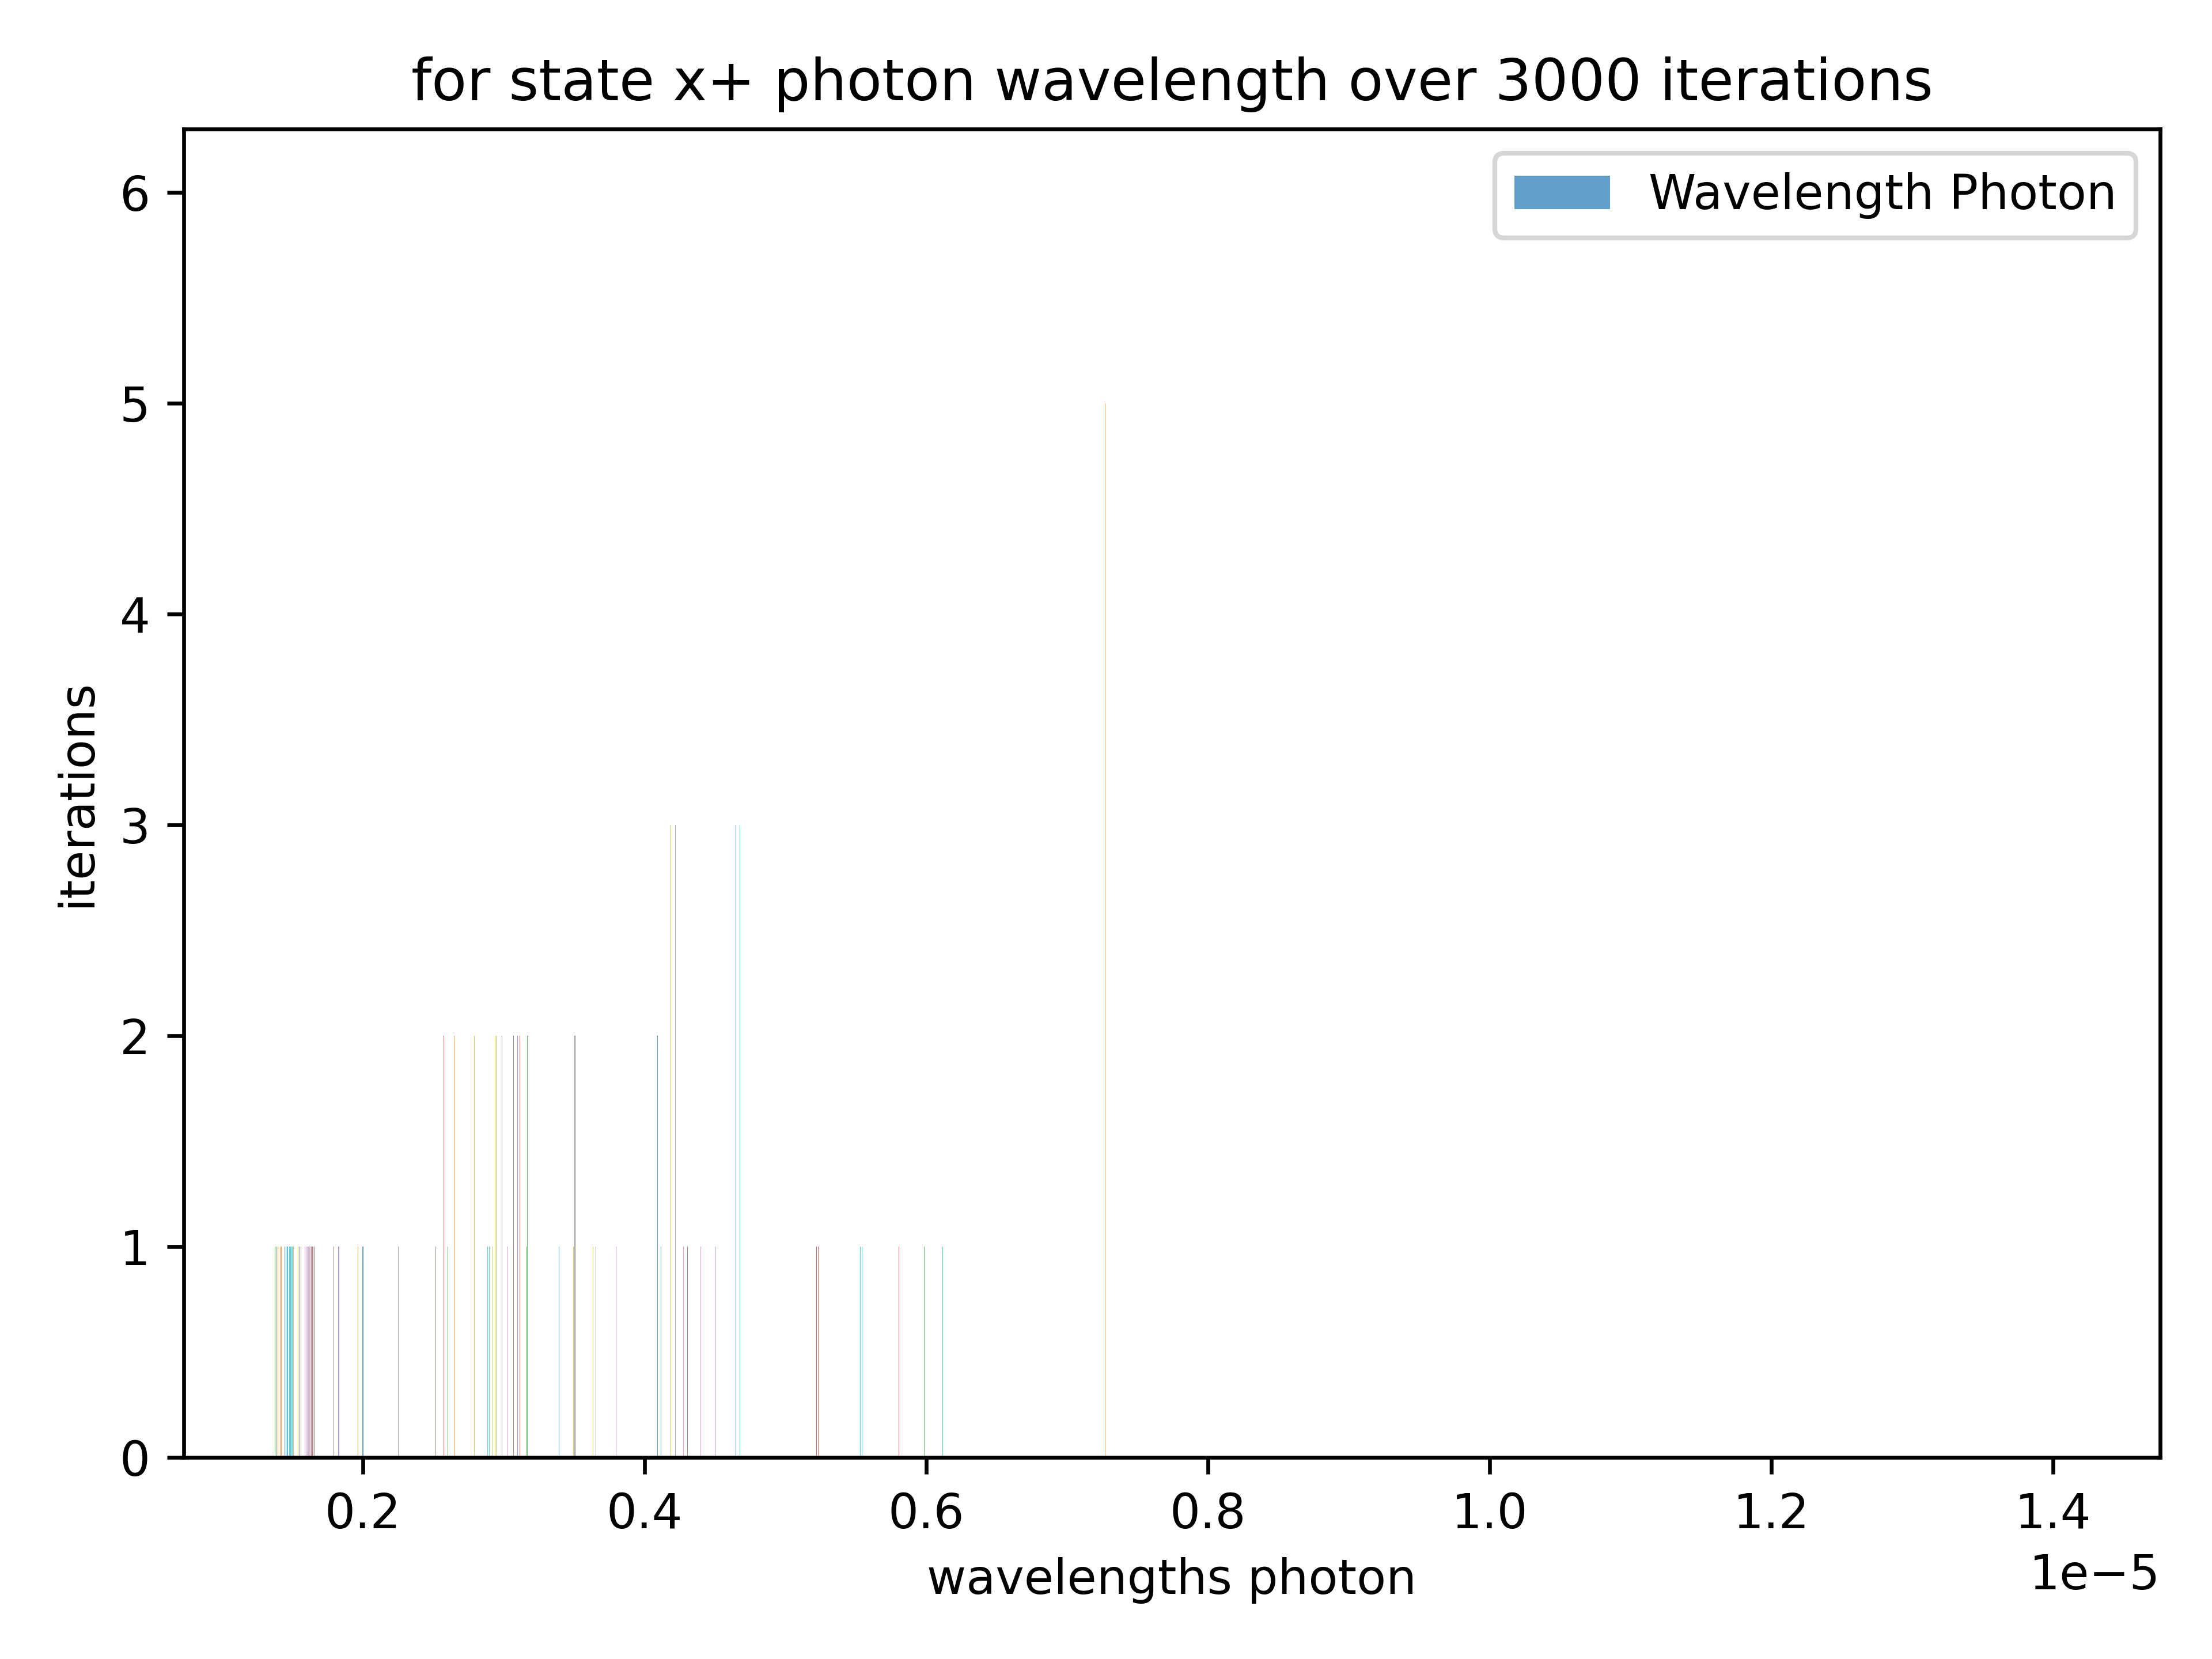 for state x+ photon wavelength over 3000 iterations
Wavelength Photon
6
5
4
3
2
1
0
iterations
0.2 0.4 0.6 0.8 1.0 1.2 1.4
1e−5
wavelengths photon